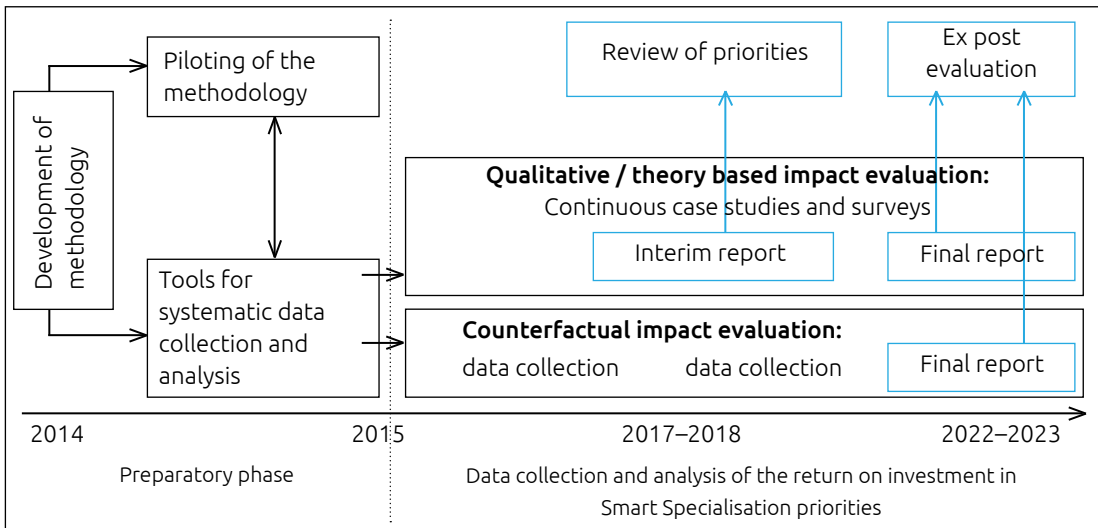 Development of
methodology
Piloting of the
methodology
Tools for
systematic data
collection and
analysis
Review of priorities
Ex post
evaluation
Qualitative / theory based impact evaluation:
Continuous case studies and surveys
Interim report
Final report
Counterfactual impact evaluation:
data collection
data collection
Final report
2014
2015
2017–2018
2022–2023
Preparatory phase
Data collection and analysis of the return on investment in
Smart Specialisation priorities